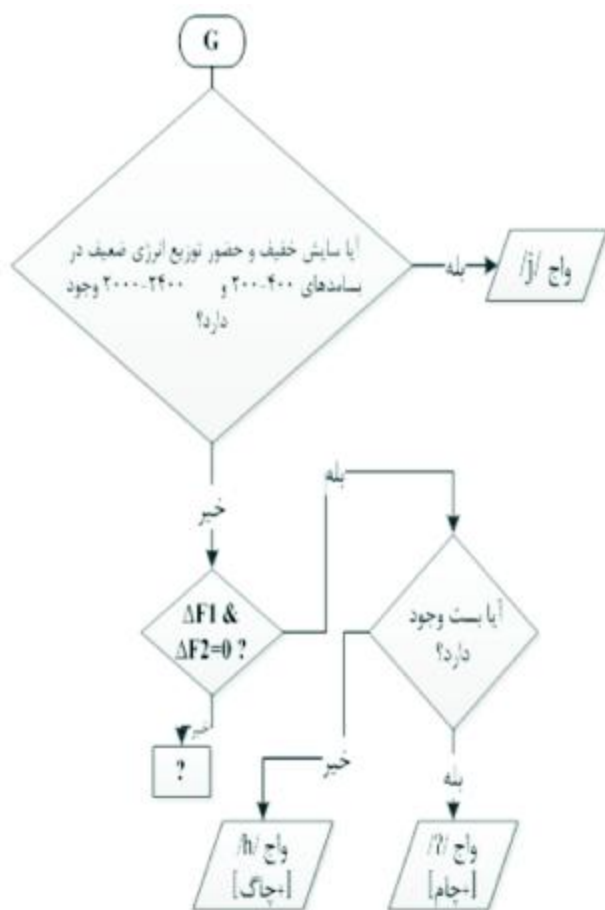 G
آیا سایش خفیف و حضور توزیع انرژی ضعیف در
بسامدهای ۴۰۰-۲۰۰ و ۲۴۰۰-۲۰۰۰ وجود
دارد؟
بله
واج /j/
خیر
بله
ΔF1 &
ΔF2=0 ?
آیا بست وجود
دارد؟
خیر
?
خیر
بله
واج /h/
[+چاگ]
واج /ʔ/
[+چام]